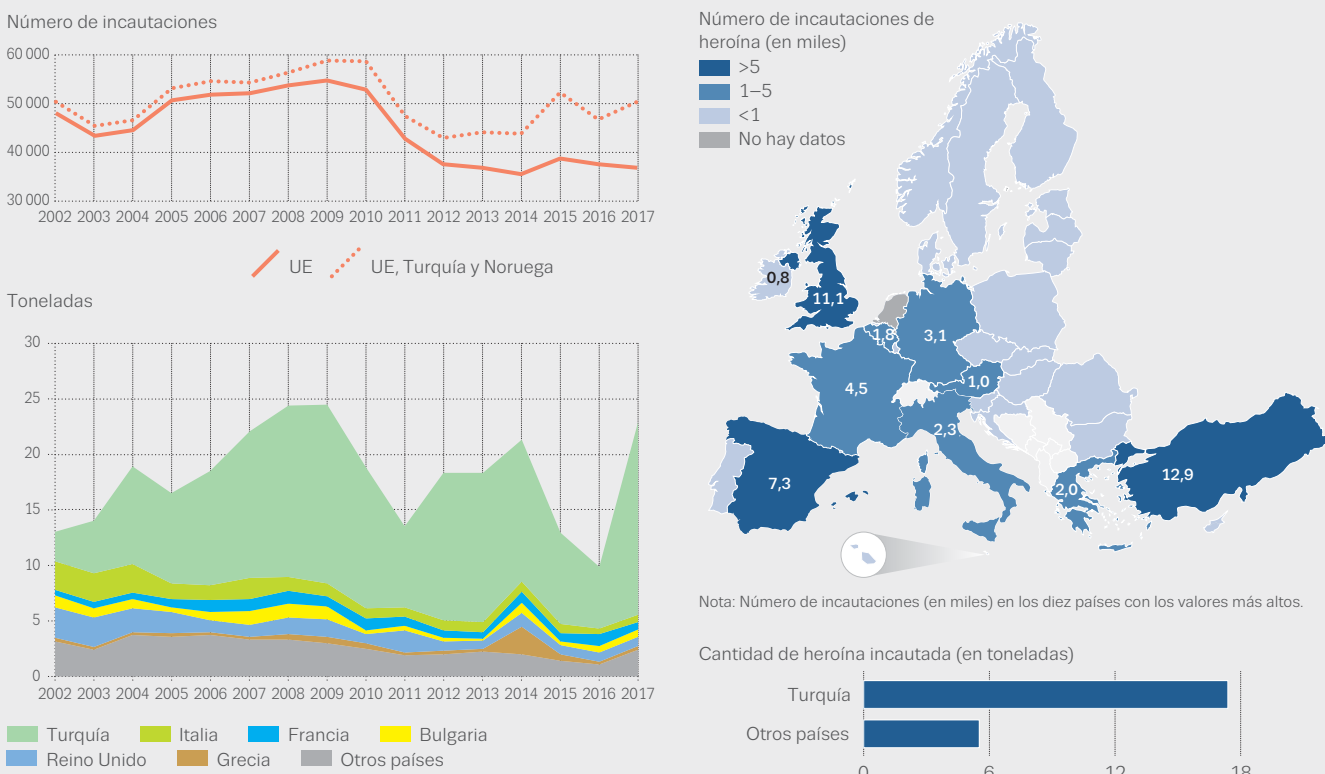 Número de incautaciones
60 000
50 000
40 000
30 000
2002 2003 2004 2005 2006 2007 2008 2009 2010 2011 2012 2013 2014 2015 2016 2017
UE
UE, Turquía y Noruega
Toneladas
30
25
20
15
10
5
0
2002 2003 2004 2005 2006 2007 2008 2009 2010 2011 2012 2013 2014 2015 2016 2017
Turquía Italia Francia Bulgaria
Reino Unido Grecia Otros países
Número de incautaciones de
heroína (en miles)
>5
1–5
<1
No hay datos
0,8
11,1
1,8
3,1
4,5
1,0
2,3
7,3
2,0
12,9
Nota: Número de incautaciones (en miles) en los diez países con los valores más altos.
Cantidad de heroína incautada (en toneladas)
Turquía
Otros países
0 6 12 18